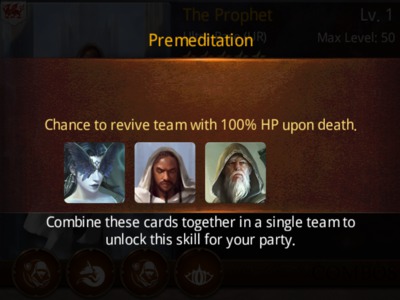 The Prophet
Lv. 1
Premeditation
Max Level: 50
Chance to revive team with 100% HP upon death.
Combine these cards together in a single team to
unlock this skill for your party.